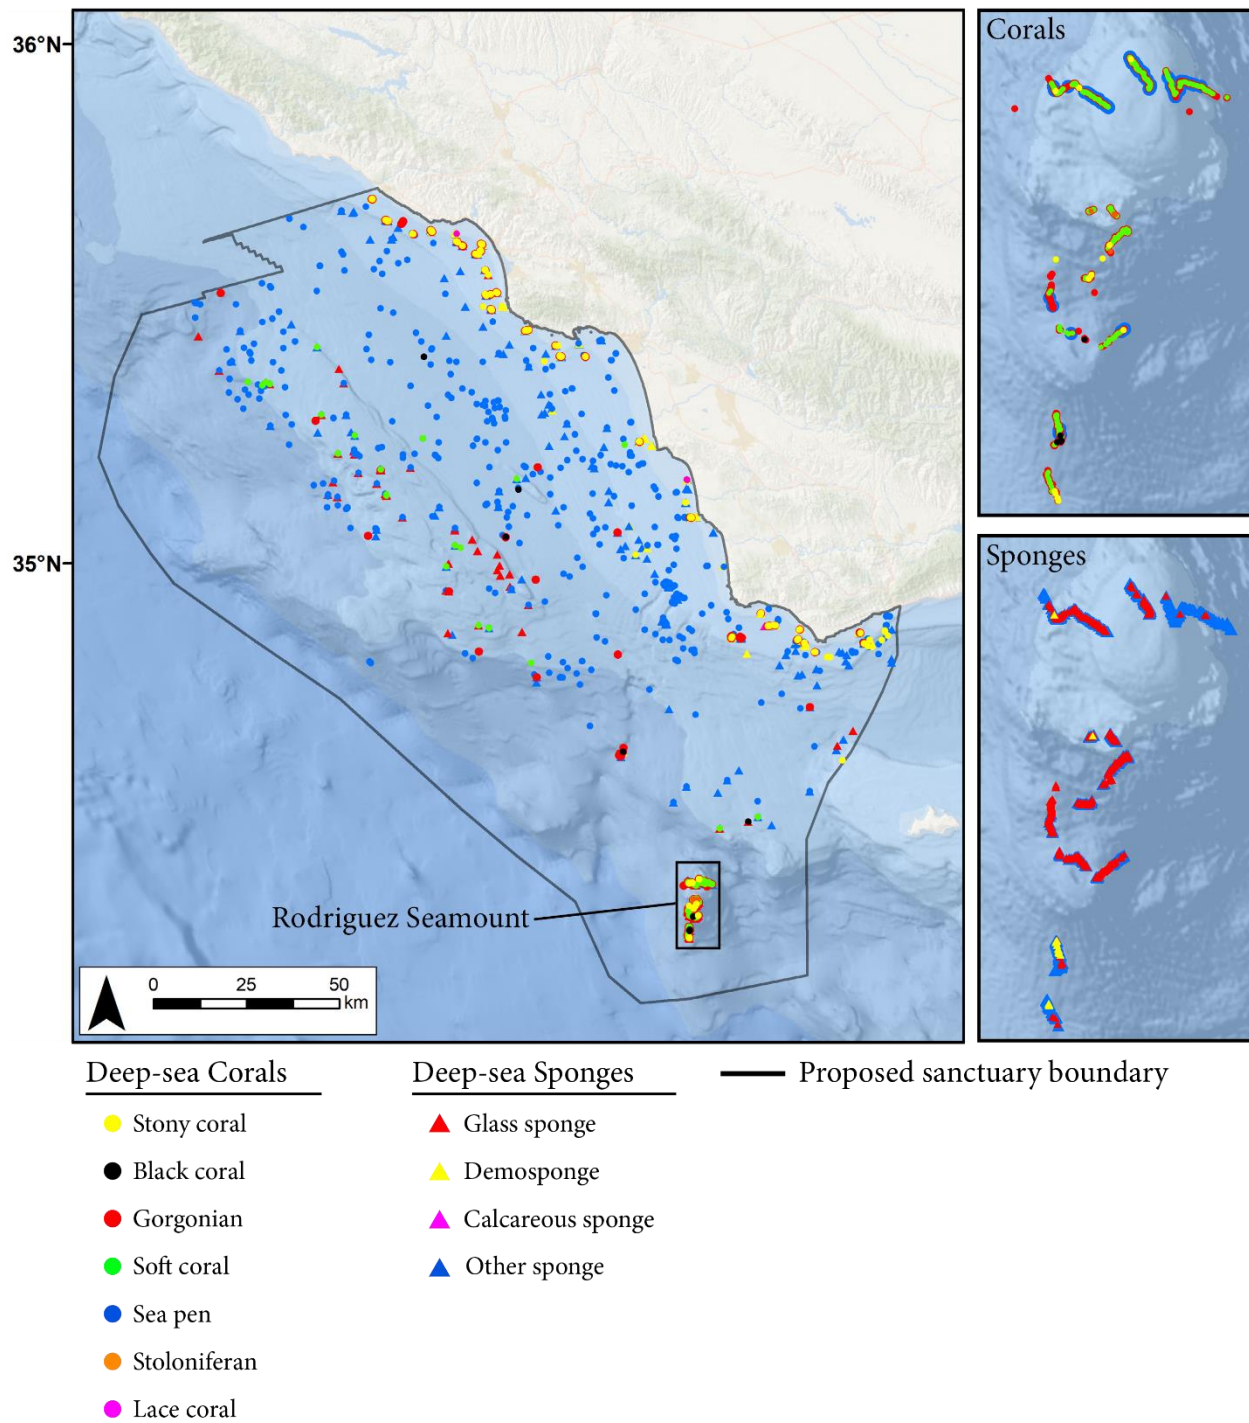 36°N
35°N
Corals
Sponges
Rodriguez Seamount
0 25 50
km
Deep-sea Corals
Stony coral
Black coral
Gorgonian
Soft coral
Sea pen
Stoloniferan
Lace coral
Deep-sea Sponges
Glass sponge
Demosponge
Calcareous sponge
Other sponge
Proposed sanctuary boundary